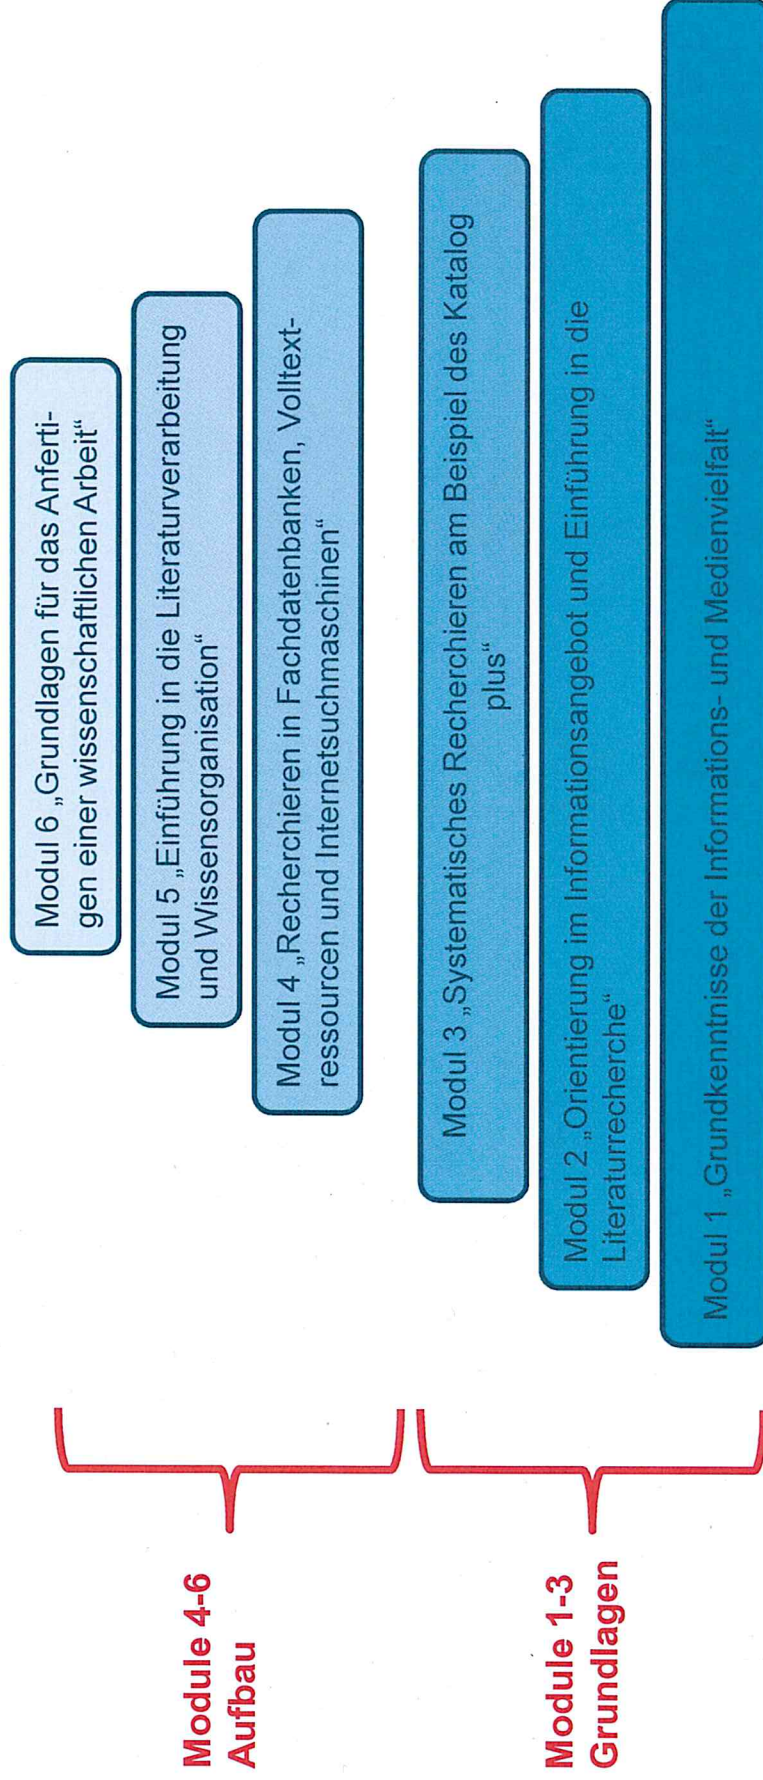 Module 4-6
Aufbau
Modul 6 „Grundlagen für das Anferti-
gen einer wissenschaftlichen Arbeit“
Modul 5 „Einführung in die Literaturverarbeitung
und Wissensorganisation“
Modul 4 „Recherchieren in Fachdatenbanken, Volltext-
ressourcen und Internetsuchmaschinen“
Module 1-3
Grundlagen
Modul 3 „Systematisches Recherchieren am Beispiel des Katalog
plus“
Modul 2 „Orientierung im Informationsangebot und Einführung in die
Literaturrecherche“
Modul 1 „Grundkenntnisse der Informations- und Medienvielfalt“